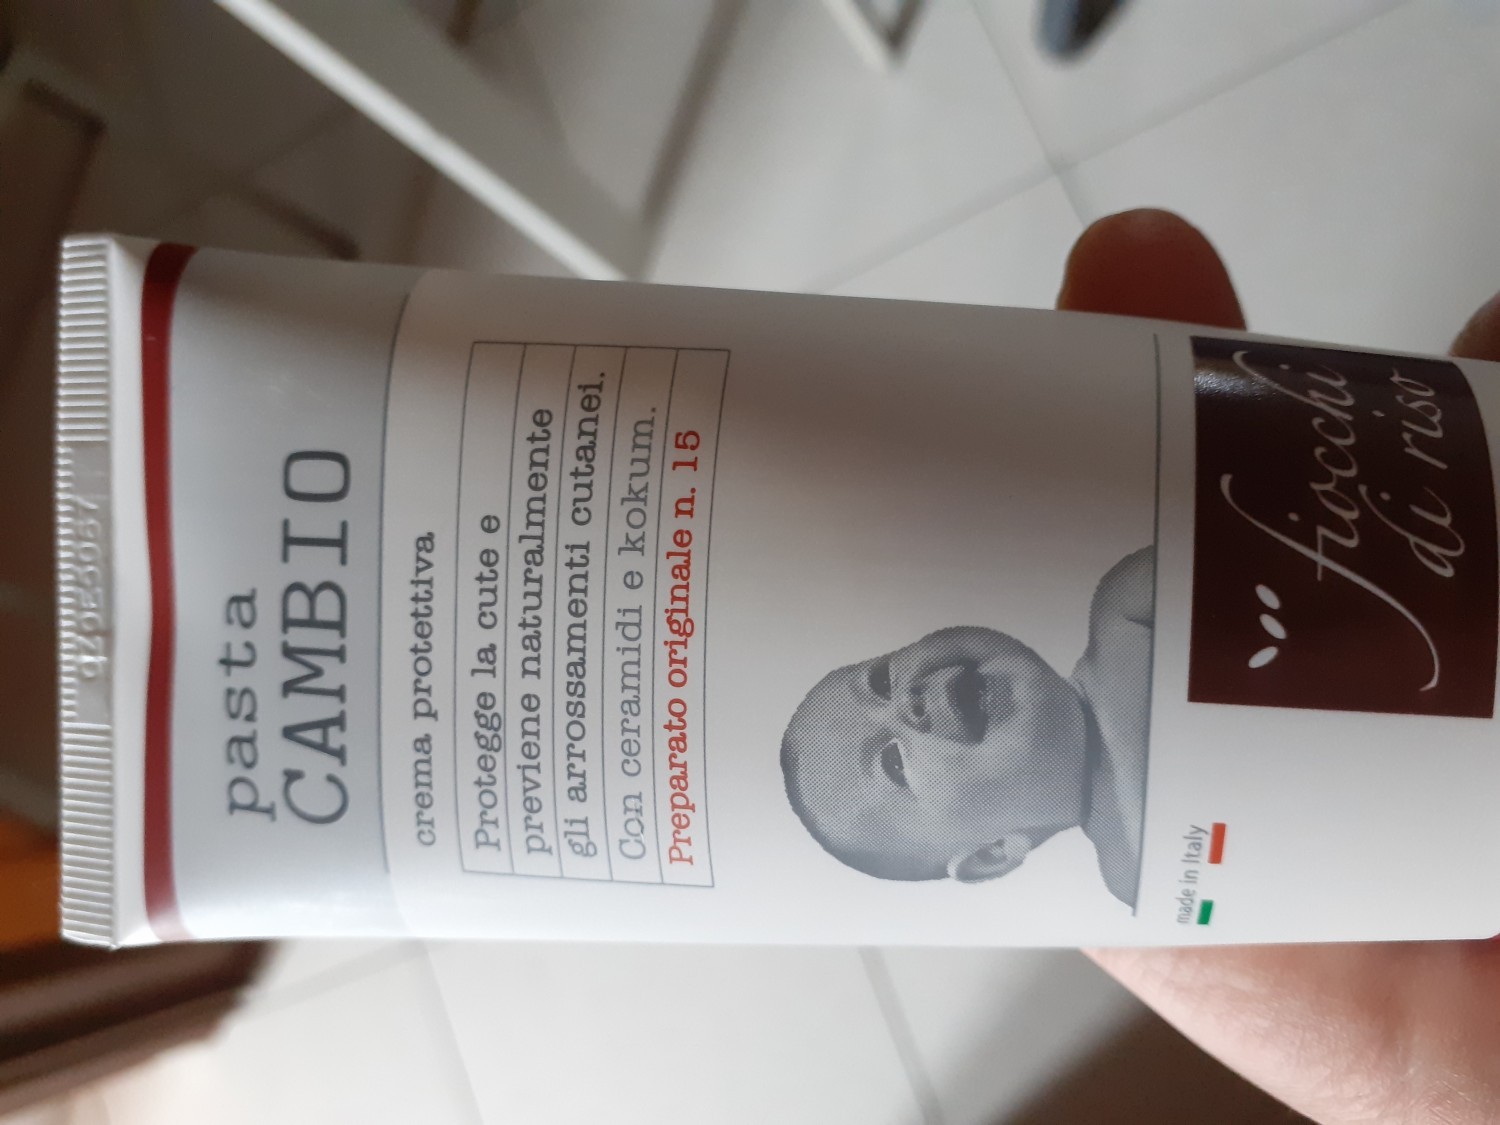 pasta
CAMBIO
crema protettiva
Protegge la cute e
previene naturalmente
gli arrossamenti cutanei.
Con ceramidi e kokum.
Preparato originale n. 15
made in Italy
fiocchi
di riso